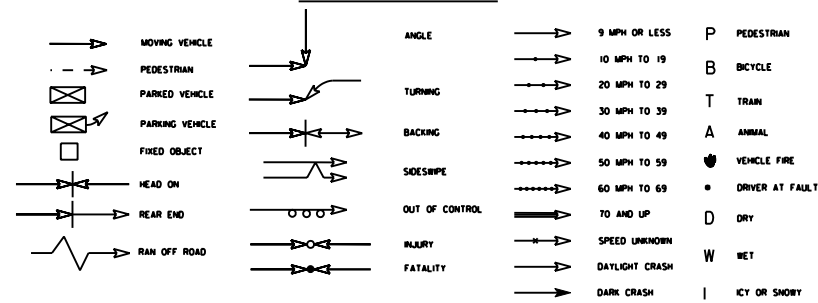 MOVING VEHICLE
PEDESTRIAN
PARKED VEHICLE
PARKING VEHICLE
FIXED OBJECT
HEAD ON
REAR END
RAN OFF ROAD
ANGLE
TURNING
BACKING
SIDESWIPE
OUT OF CONTROL
INJURY
FATALITY
9 MPH OR LESS
10 MPH TO 19
20 MPH TO 29
30 MPH TO 39
40 MPH TO 49
50 MPH TO 59
60 MPH TO 69
70 AND UP
SPEED UNKNOWN
DAYLIGHT CRASH
DARK CRASH
P PEDESTRIAN
B BICYCLE
T TRAIN
A ANIMAL
VEHICLE FIRE
DRIVER AT FAULT
D DRY
W WET
I ICY OR SNOWY